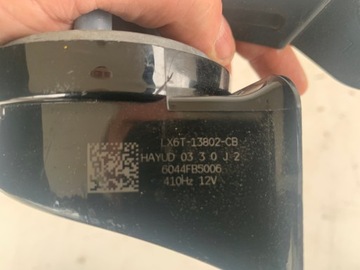 LX6T-13802-CB
HAYUD 03 3 0 J 2
6044FB5006
410Hz 12V